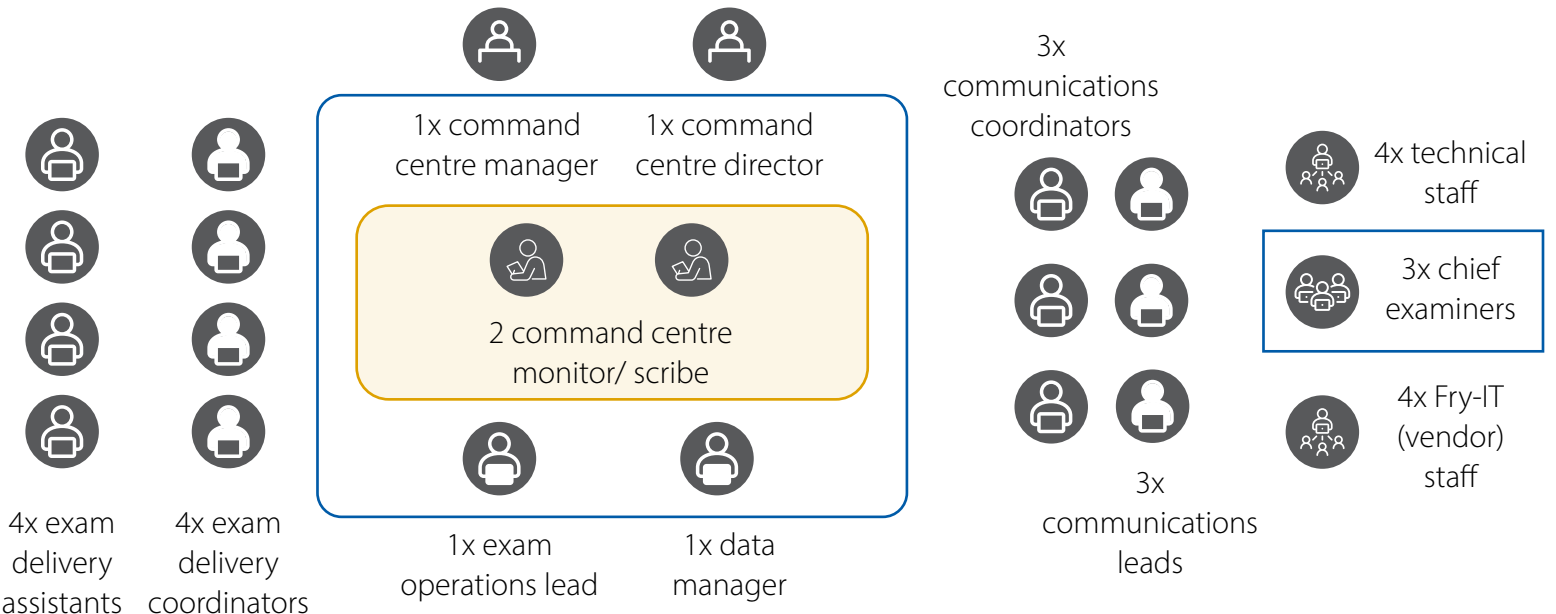 4x exam
delivery
assistants
4x exam
delivery
coordinators
1x command
centre manager
1x command
centre director
2 command centre
monitor/ scribe
1x exam
operations lead
1x data
manager
3x
communications
coordinators
3x
communications
leads
4x technical
staff
3x chief
examiners
4x Fry-IT
(vendor)
staff